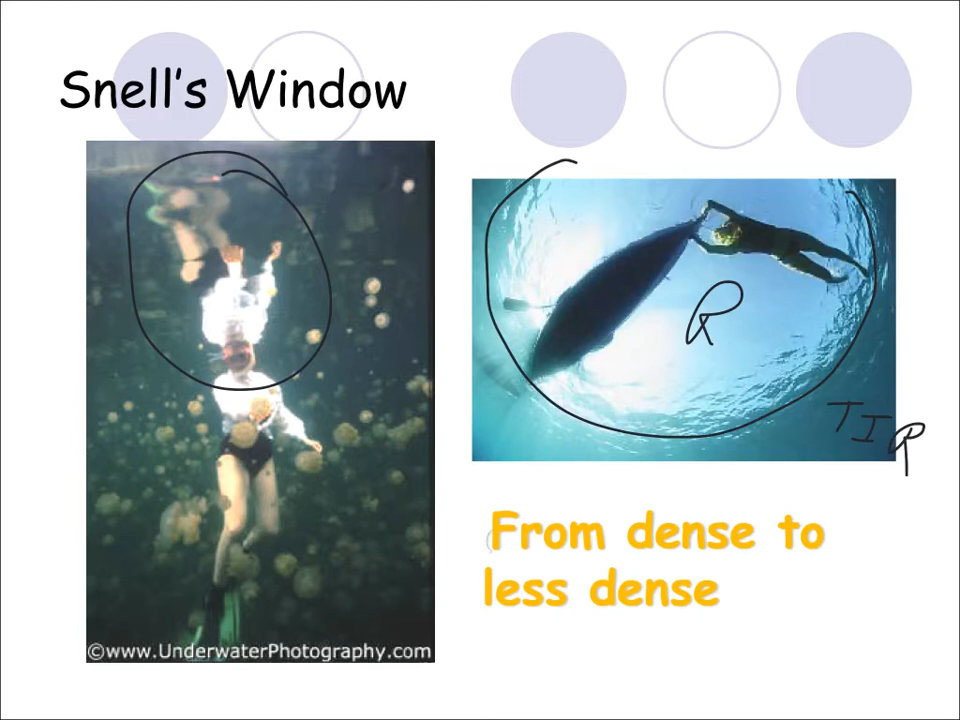 Snell's Window
R
TIR
From dense to
less dense
©www.UnderwaterPhotography.com